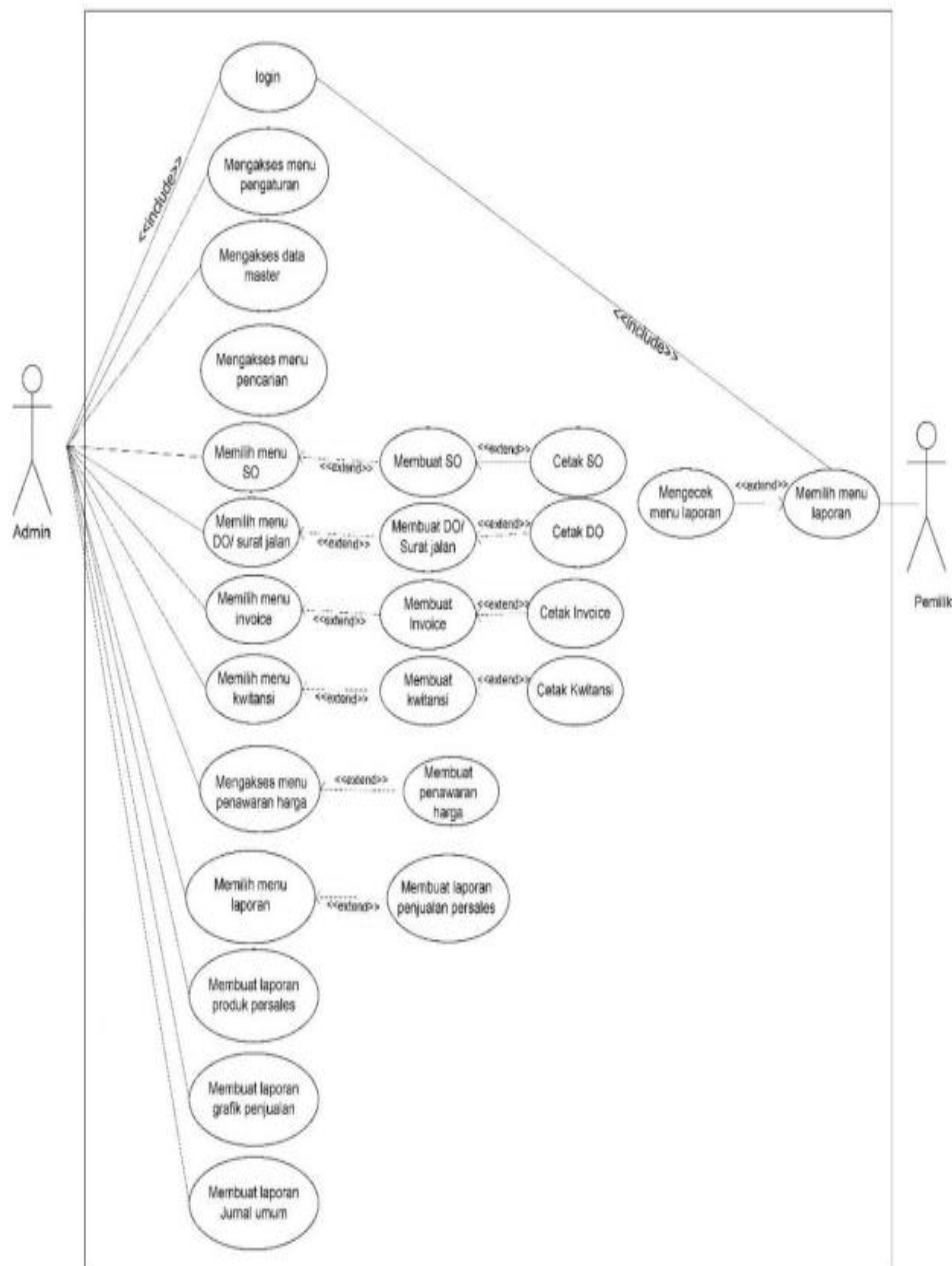 login
<<include>>
Mengakses menu
pengaturan
Mengakses data
master
<<include>>
Mengakses menu
pencarian
Admin
Memilih menu
SO
<<extend>>
Membuat SO
<<extend>>
Cetak SO
Mengecek
menu laporan
<<extend>>
Memilih menu
laporan
Pemilik
Memilih menu
DO/ surat jalan
<<extend>>
Membuat DO/
Surat jalan
<<extend>>
Cetak DO
Memilih menu
invoice
<<extend>>
Membuat
Invoice
<<extend>>
Cetak Invoice
Memilih menu
kwitansi
<<extend>>
Membuat
kwitansi
<<extend>>
Cetak Kwitansi
Mengakses menu
penawaran harga
<<extend>>
Membuat
penawaran
harga
Memilih menu
laporan
<<extend>>
Membuat laporan
penjualan persales
Membuat laporan
produk persales
Membuat laporan
grafik penjualan
Membuat laporan
Jurnal umum